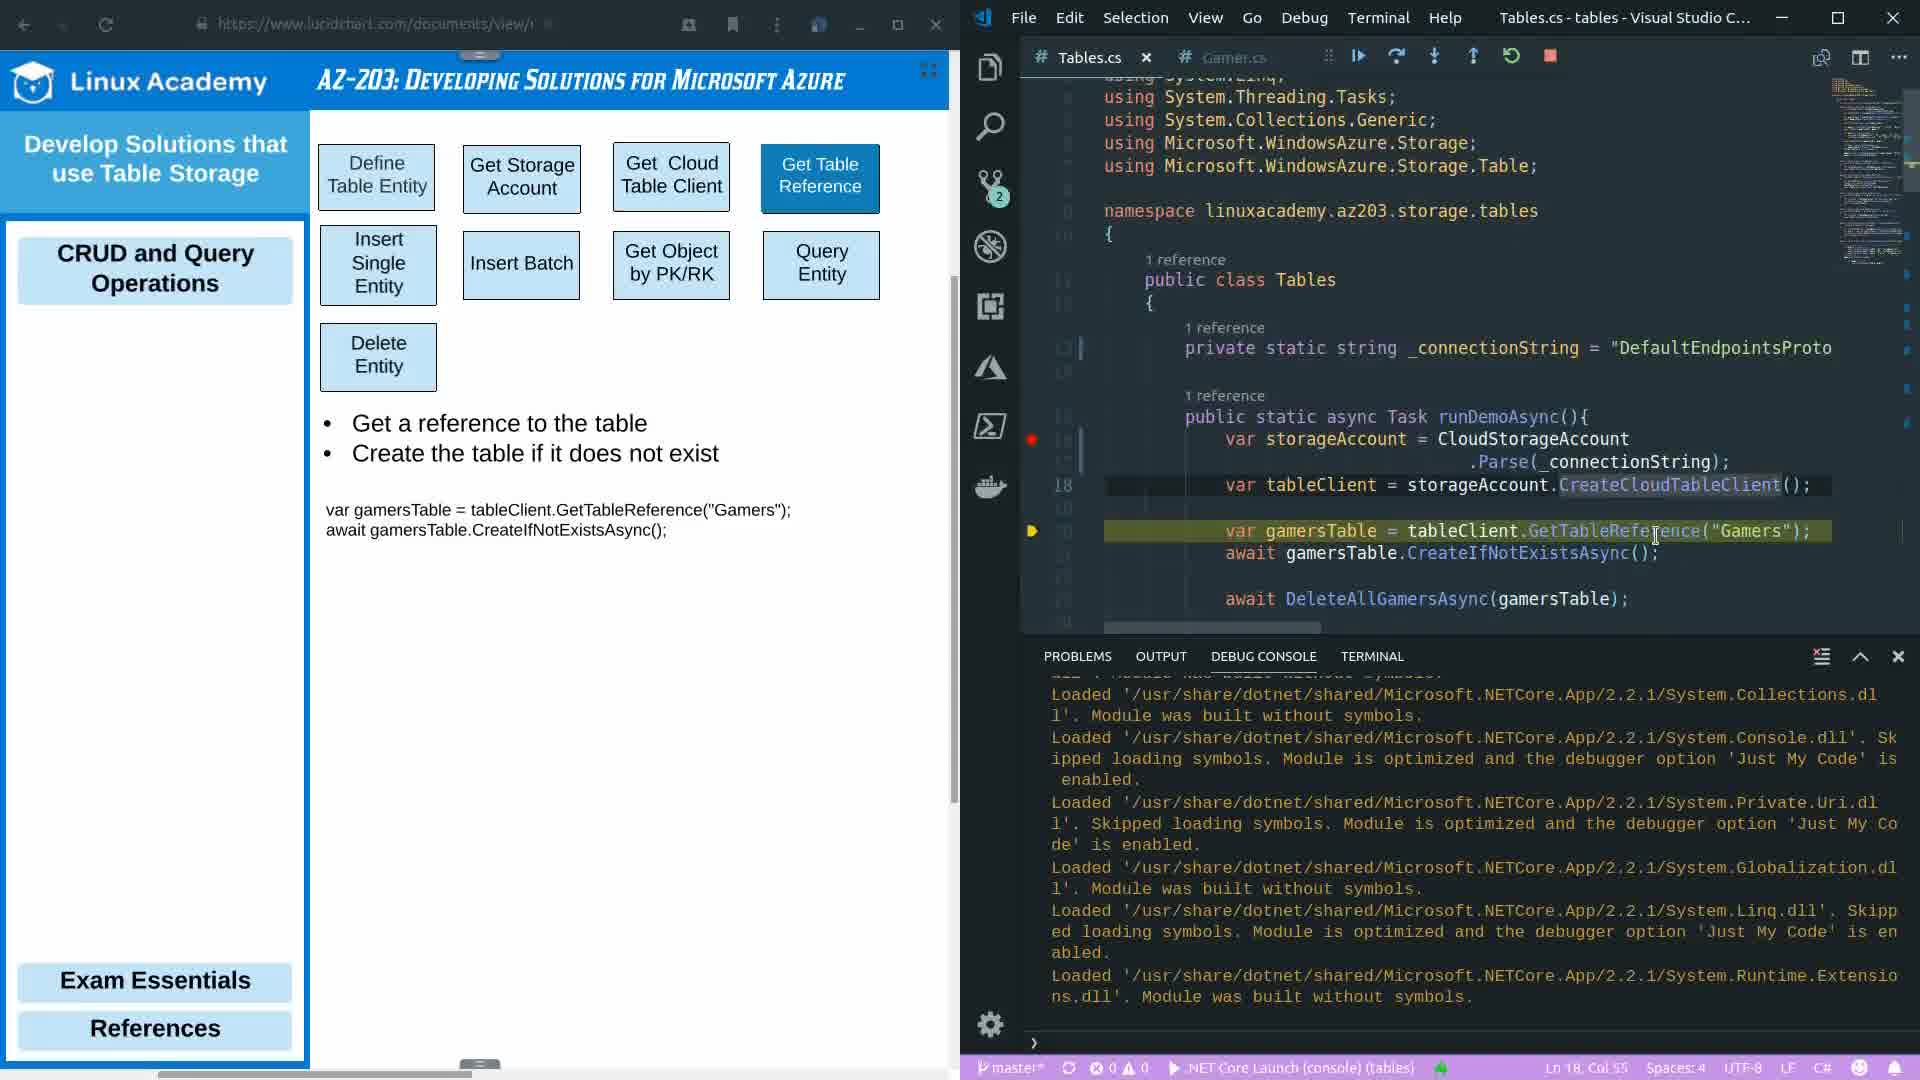 https://www.lucidchart.com/documents/view/
Linux Academy
AZ-203: Developing Solutions for Microsoft Azure
Develop Solutions that
use Table Storage
CRUD and Query
Operations
Exam Essentials
References
Define
Table Entity
Get Storage
Account
Get Cloud
Table Client
Get Table
Reference
Insert
Single
Entity
Insert Batch
Get Object
by PK/RK
Query
Entity
Delete
Entity
• Get a reference to the table
• Create the table if it does not exist
var gamersTable = tableClient.GetTableReference("Gamers");
await gamersTable.CreateIfNotExistsAsync();
File Edit Selection View Go Debug Terminal Help Tables.cs - tables - Visual Studio C...
# Tables.cs # Gamer.cs
using System.Linq;
using System.Threading.Tasks;
using System.Collections.Generic;
using Microsoft.WindowsAzure.Storage;
using Microsoft.WindowsAzure.Storage.Table;
namespace linuxacademy.az203.storage.tables
{
1 reference
public class Tables
{
1 reference
private static string _connectionString = "DefaultEndpointsProto
1 reference
public static async Task runDemoAsync(){
var storageAccount = CloudStorageAccount
.Parse(_connectionString);
18 var tableClient = storageAccount.CreateCloudTableClient();
var gamersTable = tableClient.GetTableReference("Gamers");
await gamersTable.CreateIfNotExistsAsync();
await DeleteAllGamersAsync(gamersTable);
2
PROBLEMS OUTPUT DEBUG CONSOLE TERMINAL
Loaded '/usr/share/dotnet/shared/Microsoft.NETCore.App/2.2.1/System.Collections.dl
l'. Module was built without symbols.
Loaded '/usr/share/dotnet/shared/Microsoft.NETCore.App/2.2.1/System.Console.dll'. Sk
ipped loading symbols. Module is optimized and the debugger option 'Just My Code' is
enabled.
Loaded '/usr/share/dotnet/shared/Microsoft.NETCore.App/2.2.1/System.Private.Uri.dl
l'. Skipped loading symbols. Module is optimized and the debugger option 'Just My Co
de' is enabled.
Loaded '/usr/share/dotnet/shared/Microsoft.NETCore.App/2.2.1/System.Globalization.dl
l'. Module was built without symbols.
Loaded '/usr/share/dotnet/shared/Microsoft.NETCore.App/2.2.1/System.Linq.dll'. Skipp
ed loading symbols. Module is optimized and the debugger option 'Just My Code' is en
abled.
Loaded '/usr/share/dotnet/shared/Microsoft.NETCore.App/2.2.1/System.Runtime.Extensio
ns.dll'. Module was built without symbols.
master* 0 0 .NET Core Launch (console) (tables) Ln 18, Col 55 Spaces: 4 UTF-8 LF C#